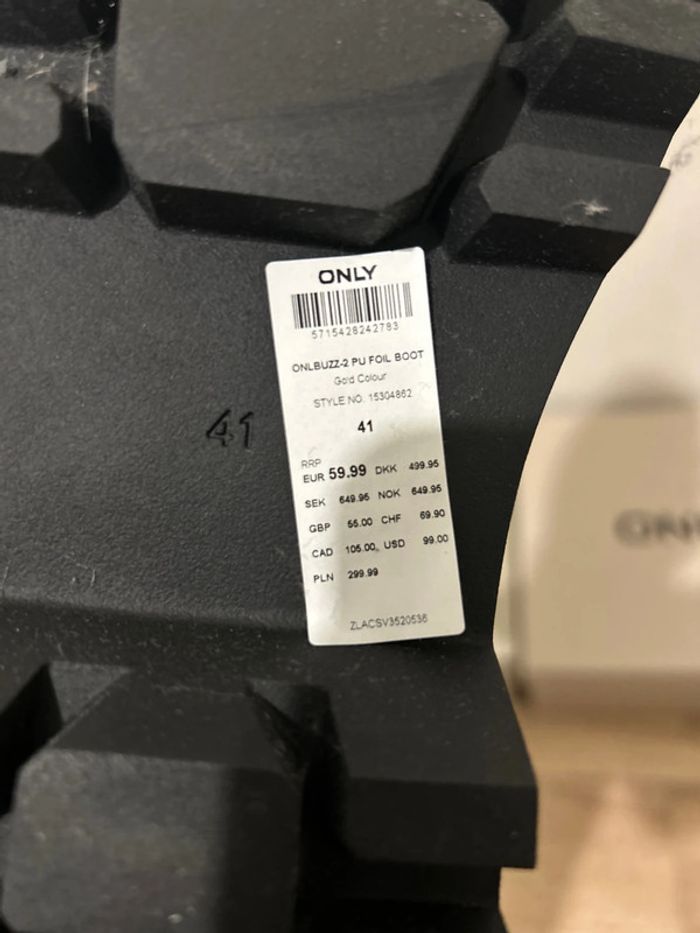 ONLY
5715428242783
ONLBUZZ-2 PU FOIL BOOT
Gold Colour
STYLE NO. 15304862
41
41
RRP
EUR 59.99 DKK 499.95
SEK 649.95 NOK 649.95
GBP 55.00 CHF 69.90
CAD 105.00, USD 99.00
PLN 299.99
ZLACSV3520536